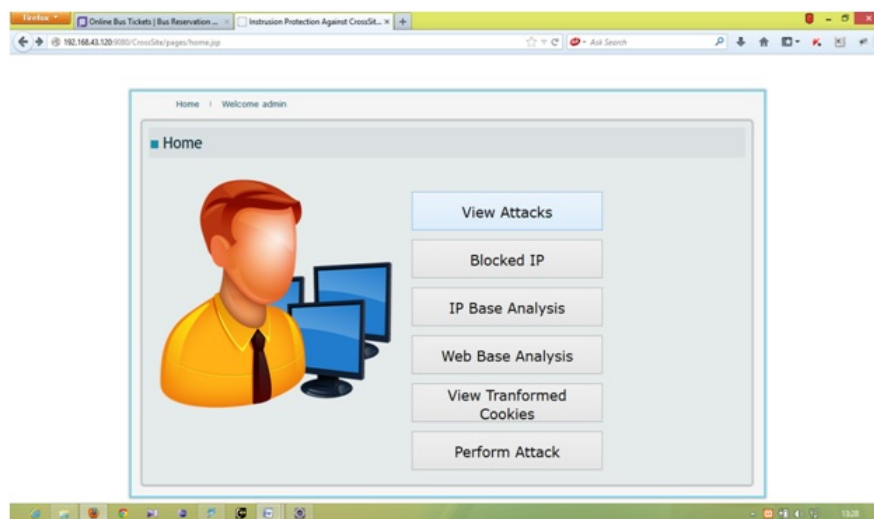 Firefox
Online Bus Tickets | Bus Reservation ...
Instrusion Protection Against CrossSit...
192.168.43.120:9080/CrossSite/pages/home.jsp
Ask Search
Home | Welcome admin
Home
View Attacks
Blocked IP
IP Base Analysis
Web Base Analysis
View Tranformed
Cookies
Perform Attack
13:28